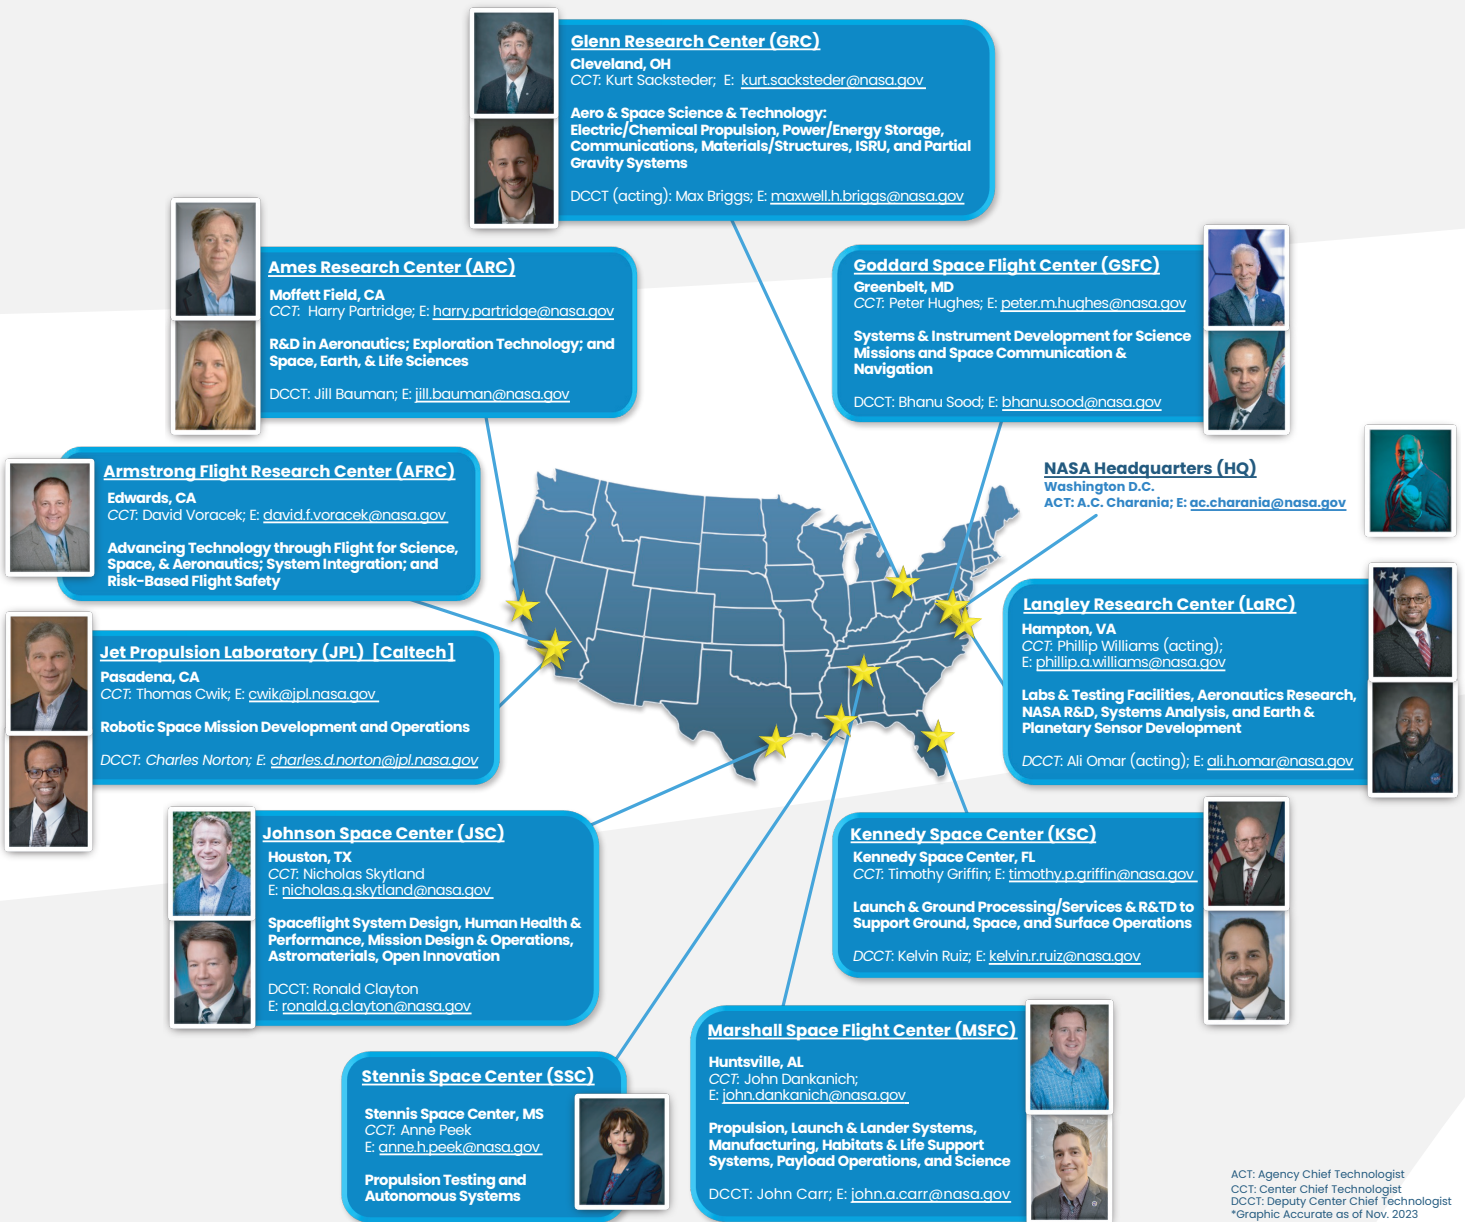 Glenn Research Center (GRC)
Cleveland, OH
CCT: Kurt Sacksteder; E: kurt.sacksteder@nasa.gov
Aero & Space Science & Technology:
Electric/Chemical Propulsion, Power/Energy Storage,
Communications, Materials/Structures, ISRU, and Partial
Gravity Systems
DCCT (acting): Max Briggs; E: maxwell.h.briggs@nasa.gov
Ames Research Center (ARC)
Moffett Field, CA
CCT: Harry Partridge; E: harry.partridge@nasa.gov
R&D in Aeronautics; Exploration Technology; and
Space, Earth, & Life Sciences
DCCT: Jill Bauman; E: jill.bauman@nasa.gov
Goddard Space Flight Center (GSFC)
Greenbelt, MD
CCT: Peter Hughes; E: peter.m.hughes@nasa.gov
Systems & Instrument Development for Science
Missions and Space Communication &
Navigation
DCCT: Bhanu Sood; E: bhanu.sood@nasa.gov
Armstrong Flight Research Center (AFRC)
Edwards, CA
CCT: David Voracek; E: david.f.voracek@nasa.gov
Advancing Technology through Flight for Science,
Space, & Aeronautics; System Integration; and
Risk-Based Flight Safety
NASA Headquarters (HQ)
Washington D.C.
ACT: A.C. Charania; E: ac.charania@nasa.gov
Jet Propulsion Laboratory (JPL) [Caltech]
Pasadena, CA
CCT: Thomas Cwik; E: cwik@jpl.nasa.gov
Robotic Space Mission Development and Operations
DCCT: Charles Norton; E: charles.d.norton@jpl.nasa.gov
Langley Research Center (LaRC)
Hampton, VA
CCT: Phillip Williams (acting);
E: phillip.a.williams@nasa.gov
Labs & Testing Facilities, Aeronautics Research,
NASA R&D, Systems Analysis, and Earth &
Planetary Sensor Development
DCCT: Ali Omar (acting); E: ali.h.omar@nasa.gov
Johnson Space Center (JSC)
Houston, TX
CCT: Nicholas Skytland
E: nicholas.g.skytland@nasa.gov
Spaceflight System Design, Human Health &
Performance, Mission Design & Operations,
Astromaterials, Open Innovation
DCCT: Ronald Clayton
E: ronald.g.clayton@nasa.gov
Kennedy Space Center (KSC)
Kennedy Space Center, FL
CCT: Timothy Griffin; E: timothy.p.griffin@nasa.gov
Launch & Ground Processing/Services & R&TD to
Support Ground, Space, and Surface Operations
DCCT: Kelvin Ruiz; E: kelvin.r.ruiz@nasa.gov
Stennis Space Center (SSC)
Stennis Space Center, MS
CCT: Anne Peek
E: anne.h.peek@nasa.gov
Propulsion Testing and
Autonomous Systems
Marshall Space Flight Center (MSFC)
Huntsville, AL
CCT: John Dankanich;
E: john.dankanich@nasa.gov
Propulsion, Launch & Lander Systems,
Manufacturing, Habitats & Life Support
Systems, Payload Operations, and Science
DCCT: John Carr; E: john.a.carr@nasa.gov
ACT: Agency Chief Technologist
CCT: Center Chief Technologist
DCCT: Deputy Center Chief Technologist
*Graphic Accurate as of Nov. 2023